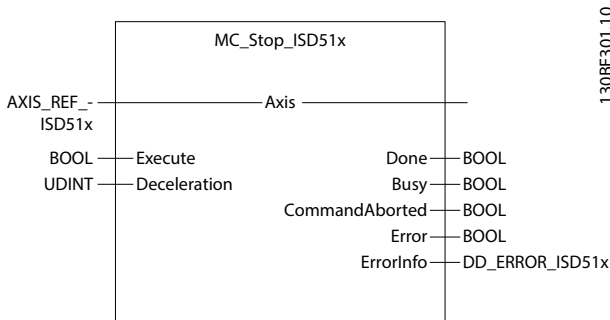 MC_Stop_ISD51x
AXIS_REF_-
ISD51x
Axis
BOOL Execute Done BOOL
UDINT Deceleration Busy BOOL
CommandAborted BOOL
Error BOOL
ErrorInfo DD_ERROR_ISD51x
130BF301.10